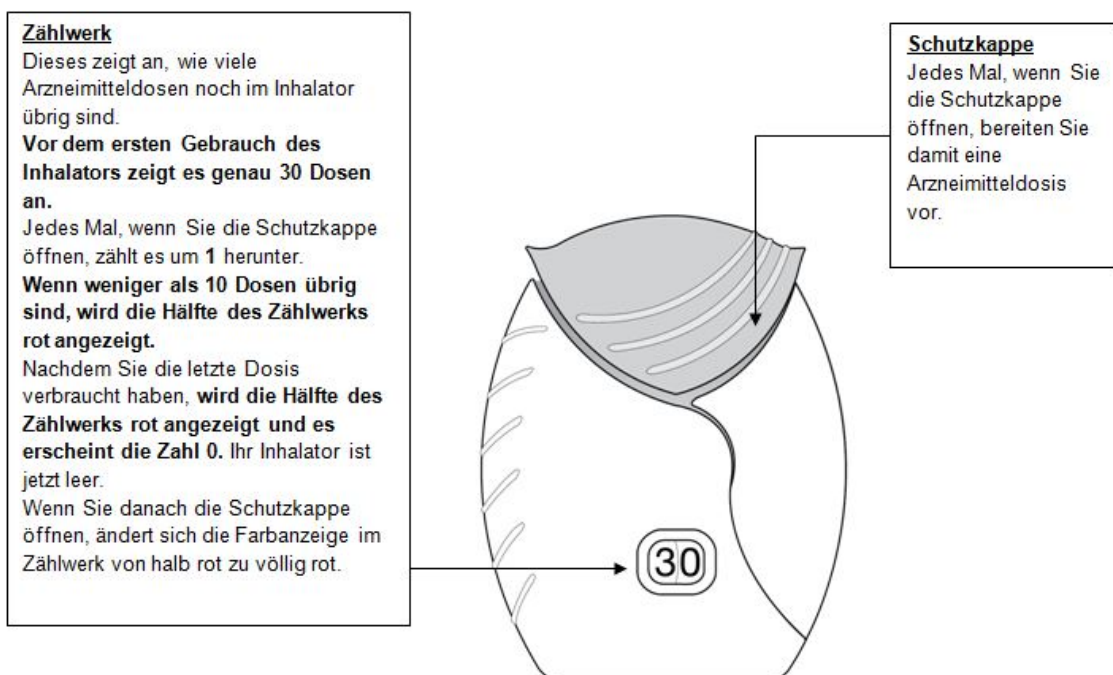 Zählwerk
Dieses zeigt an, wie viele
Arzneimitteldosen noch im Inhalator
übrig sind.
Vor dem ersten Gebrauch des
Inhalators zeigt es genau 30 Dosen
an.
Jedes Mal, wenn Sie die Schutzkappe
öffnen, zählt es um 1 herunter.
Wenn weniger als 10 Dosen übrig
sind, wird die Hälfte des Zählwerks
rot angezeigt.
Nachdem Sie die letzte Dosis
verbraucht haben, wird die Hälfte des
Zählwerks rot angezeigt und es
erscheint die Zahl 0. Ihr Inhalator ist
jetzt leer.
Wenn Sie danach die Schutzkappe
öffnen, ändert sich die Farbanzeige im
Zählwerk von halb rot zu völlig rot.
Schutzkappe
Jedes Mal, wenn Sie
die Schutzkappe
öffnen, bereiten Sie
damit eine
Arzneimitteldosis
vor.
30